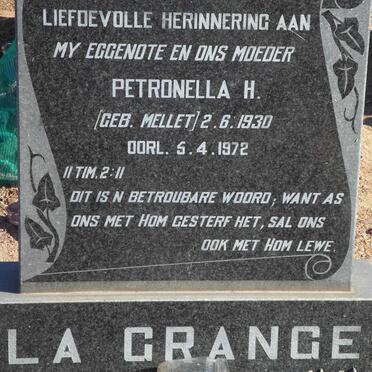 LIEFDEVOLLE HERINNERING AAN
MY EGGENOTE EN ONS MOEDER
PETRONELLA H.
[GEB. MELLET] 2.6.1930
OORL. 5.4.1972
II TIM. 2:11
DIT IS N BETROUBARE WOORD; WANT AS
ONS MET HOM GESTERF HET, SAL ONS
OOK MET HOM LEWE.
LA GRANGE